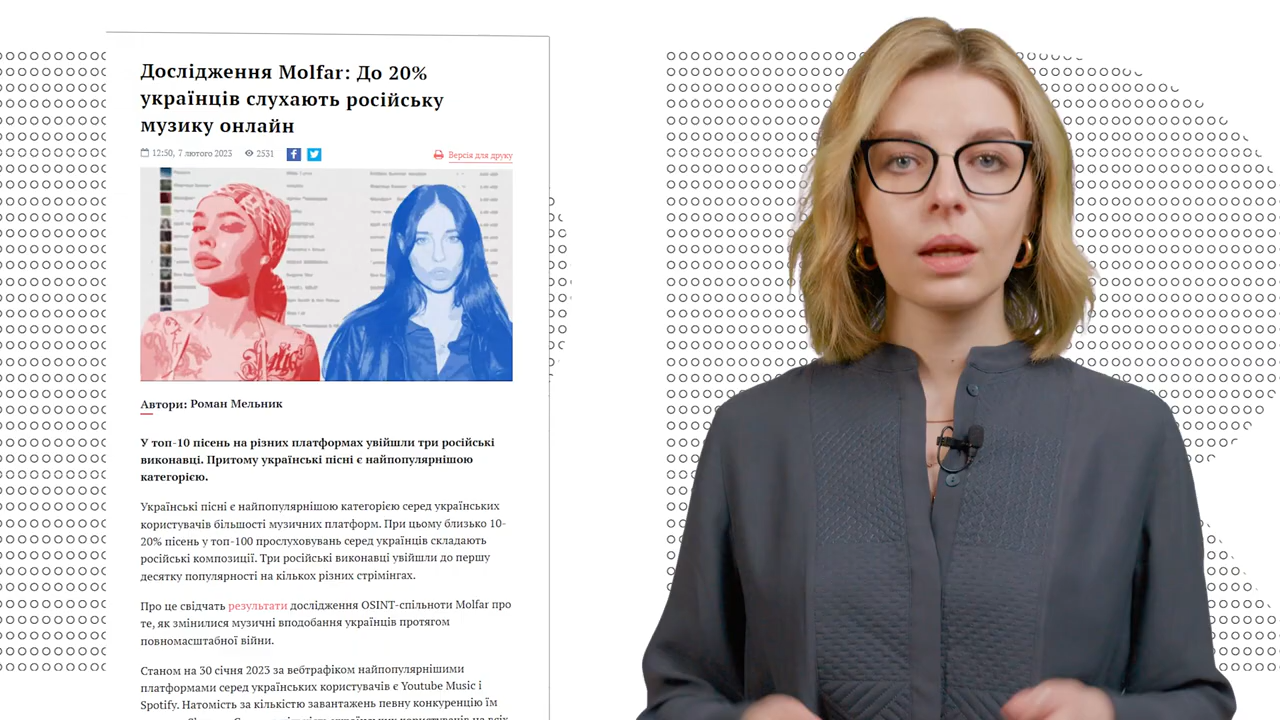 Дослідження Molfar: До 20%
українців слухають російську
музику онлайн
12:50, 7 лютого 2023 2531 Версія для друку
Автори: Роман Мельник
У топ-10 пісень на різних платформах увійшли три російські
виконавці. Притому українські пісні є найпопулярнішою
категорією.
Українські пісні є найпопулярнішою категорією серед українських
користувачів більшості музичних платформ. При цьому близько 10-
20% пісень у топ-100 прослуховувань серед українців складають
російські композиції. Три російські виконавці увійшли до першу
десятку популярності на кількох різних стрімінгах.
Про це свідчать результати дослідження OSINT-спільноти Molfar про
те, як змінилися музичні вподобання українців протягом
повномасштабної війни.
Станом на 30 січня 2023 за вебтрафіком найпопулярнішими
платформами серед українських користувачів є Youtube Music і
Spotify. Натомість за кількістю завантажень певну конкуренцію їм